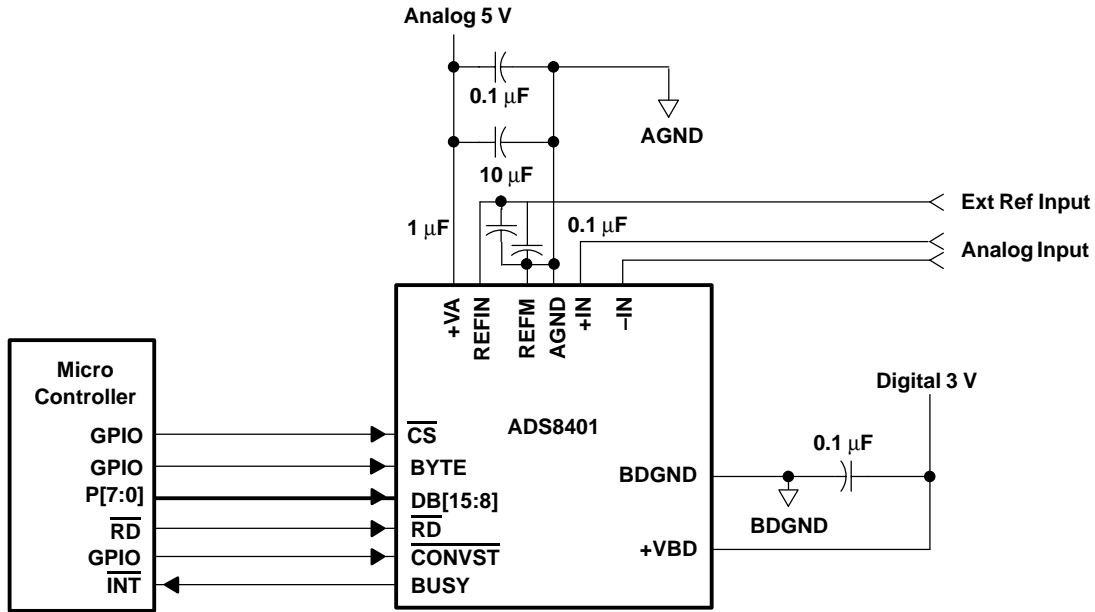 Analog 5 V
0.1 μF
AGND
10 μF
1 μF
0.1 μF
Ext Ref Input
Analog Input
+VA
REFIN
REFM
AGND
+IN
−IN
Micro
Controller
GPIO
GPIO
P[7:0]
RD
GPIO
INT
CS
BYTE
DB[15:8]
RD
CONVST
BUSY
ADS8401
BDGND
+VBD
Digital 3 V
0.1 μF
BDGND